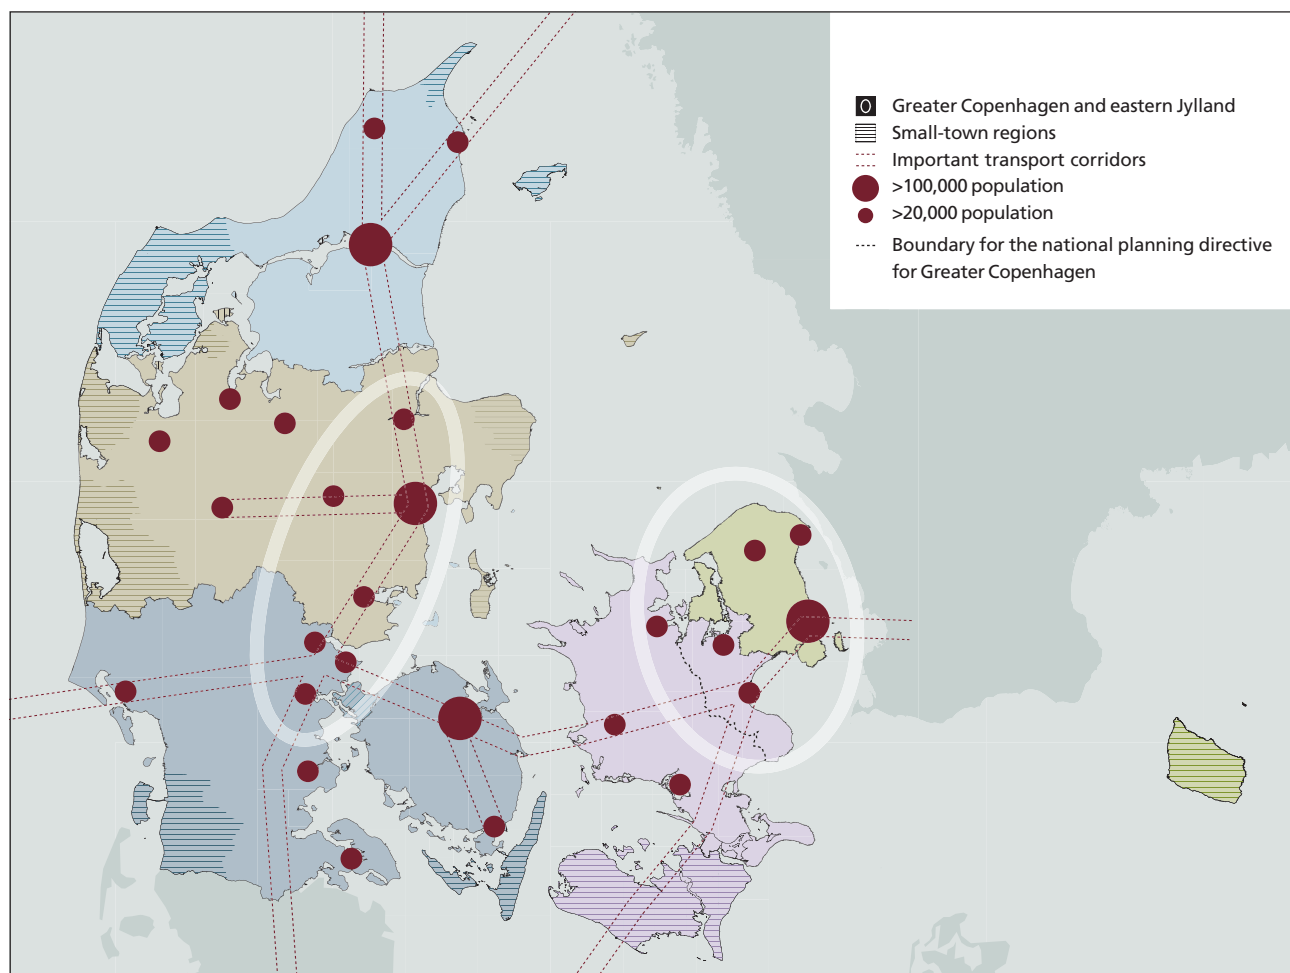 Greater Copenhagen and eastern Jylland
Small-town regions
Important transport corridors
>100,000 population
>20,000 population
Boundary for the national planning directive
for Greater Copenhagen